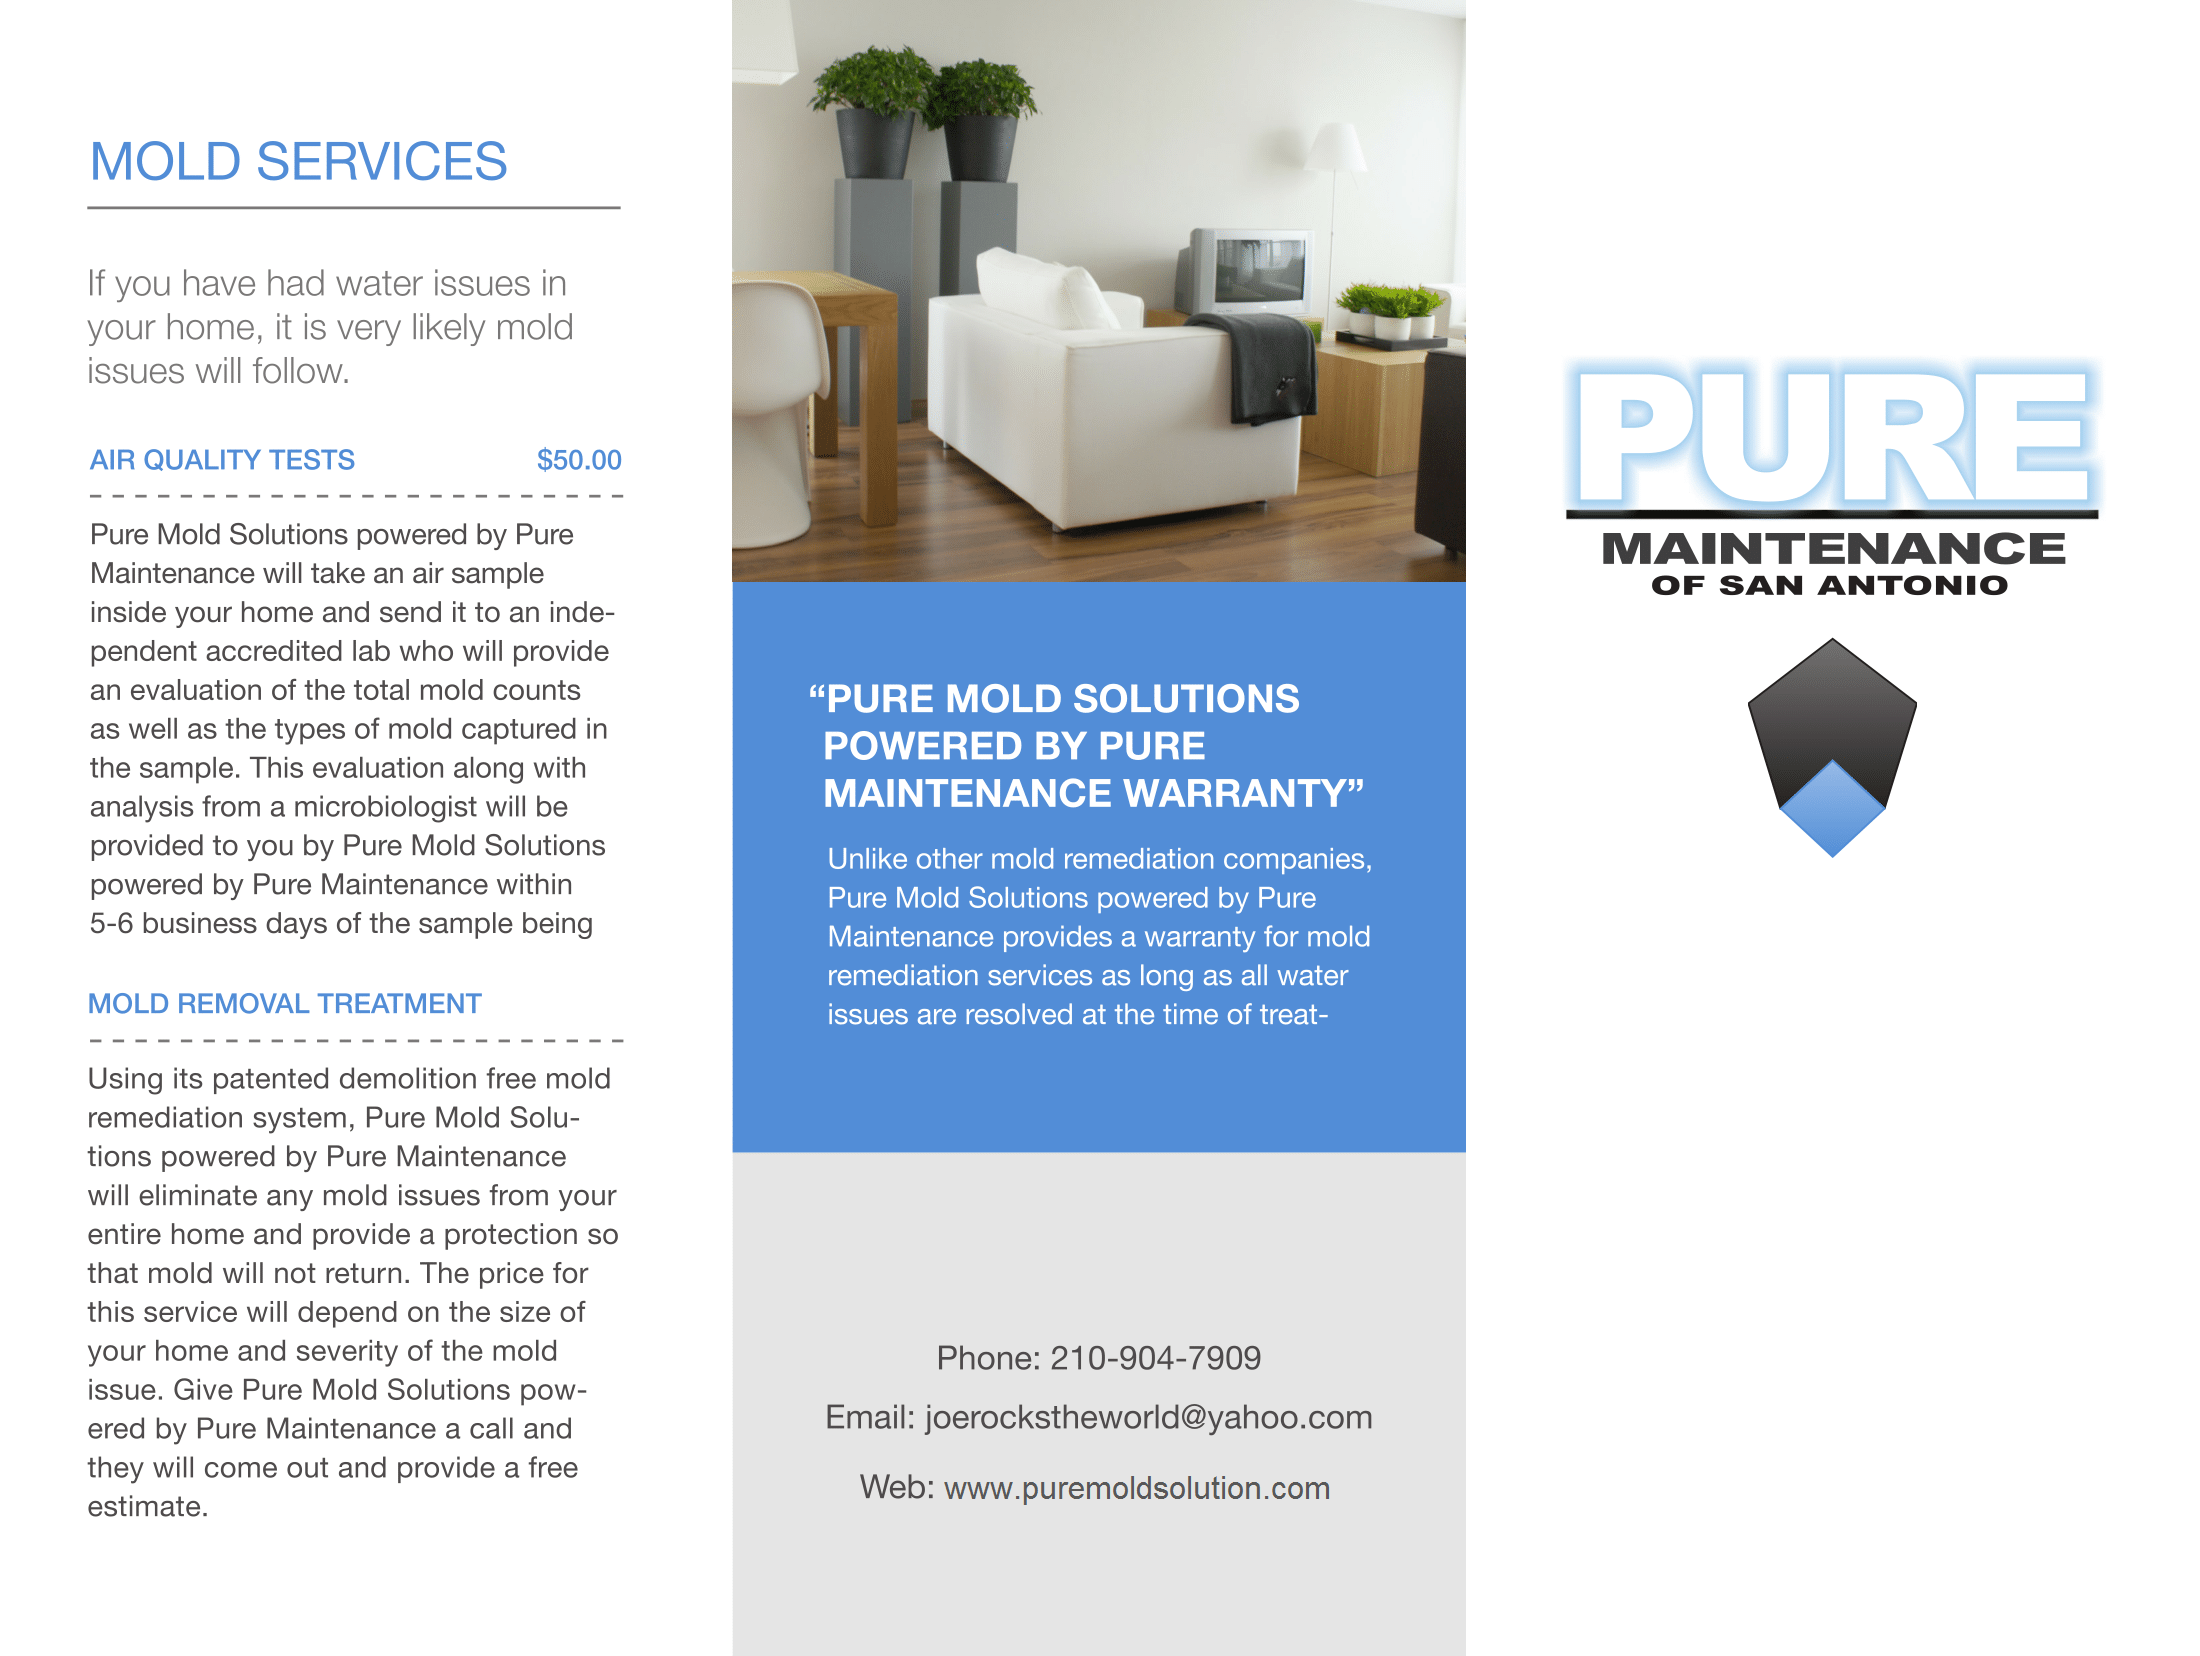 MOLD SERVICES
If you have had water issues in
your home, it is very likely mold
issues will follow.
AIR QUALITY TESTS $50.00
Pure Mold Solutions powered by Pure
Maintenance will take an air sample
inside your home and send it to an inde-
pendent accredited lab who will provide
an evaluation of the total mold counts
as well as the types of mold captured in
the sample. This evaluation along with
analysis from a microbiologist will be
provided to you by Pure Mold Solutions
powered by Pure Maintenance within
5-6 business days of the sample being
MOLD REMOVAL TREATMENT
Using its patented demolition free mold
remediation system, Pure Mold Solu-
tions powered by Pure Maintenance
will eliminate any mold issues from your
entire home and provide a protection so
that mold will not return. The price for
this service will depend on the size of
your home and severity of the mold
issue. Give Pure Mold Solutions pow-
ered by Pure Maintenance a call and
they will come out and provide a free
estimate.
“PURE MOLD SOLUTIONS
POWERED BY PURE
MAINTENANCE WARRANTY”
Unlike other mold remediation companies,
Pure Mold Solutions powered by Pure
Maintenance provides a warranty for mold
remediation services as long as all water
issues are resolved at the time of treat-
Phone: 210-904-7909
Email: joerockstheworld@yahoo.com
Web: www.puremoldsolution.com
PURE
MAINTENANCE
OF SAN ANTONIO